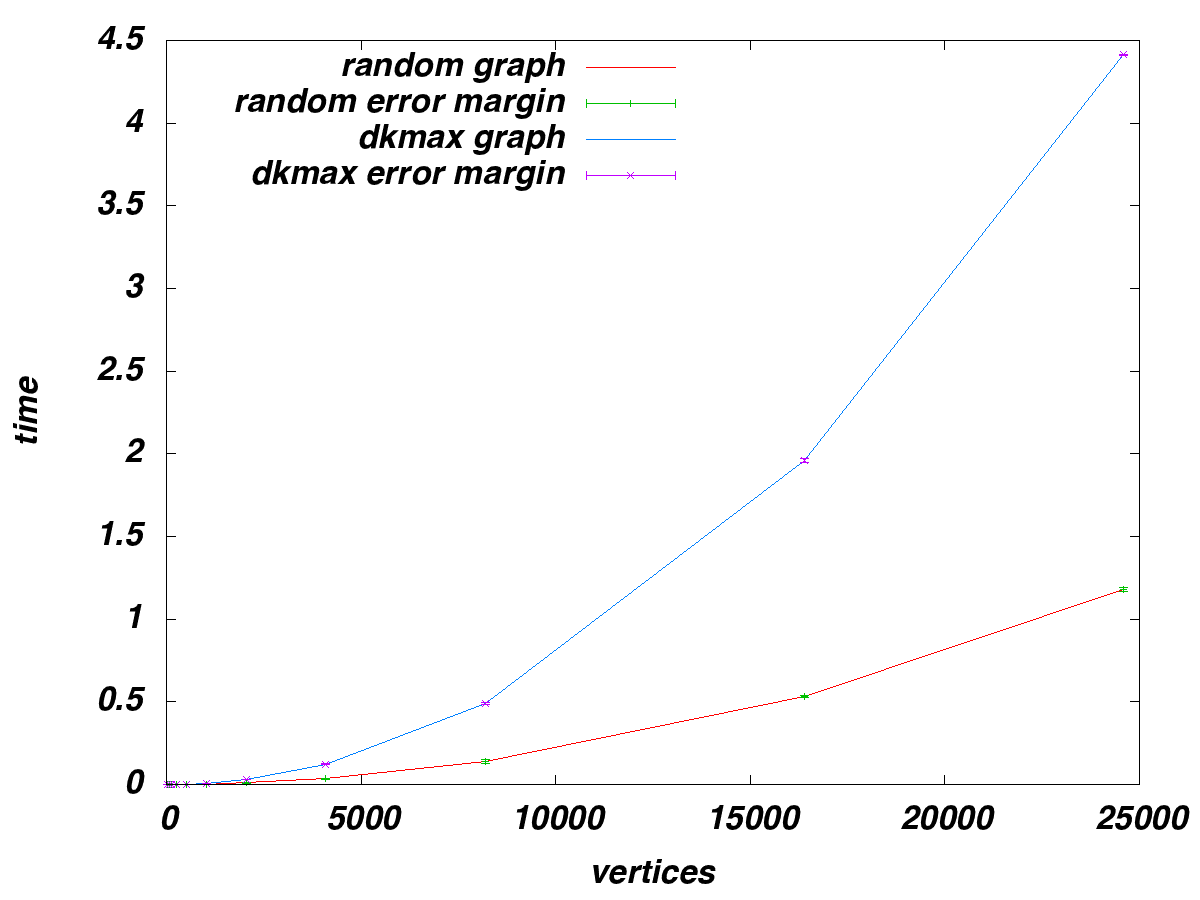 4.5
4
3.5
3
2.5
2
1.5
1
0.5
0
time
random graph
random error margin
dkmax graph
dkmax error margin
0 5000 10000 15000 20000 25000
vertices